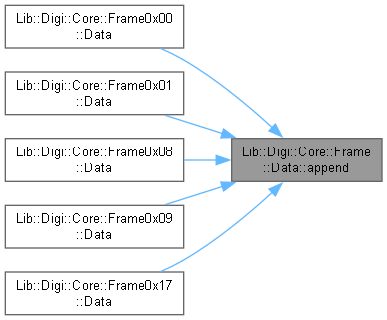 Lib::Digi::Core::Frame0x00
::Data
Lib::Digi::Core::Frame0x01
::Data
Lib::Digi::Core::Frame
::Data::append
Lib::Digi::Core::Frame0x08
::Data
Lib::Digi::Core::Frame0x09
::Data
Lib::Digi::Core::Frame0x17
::Data